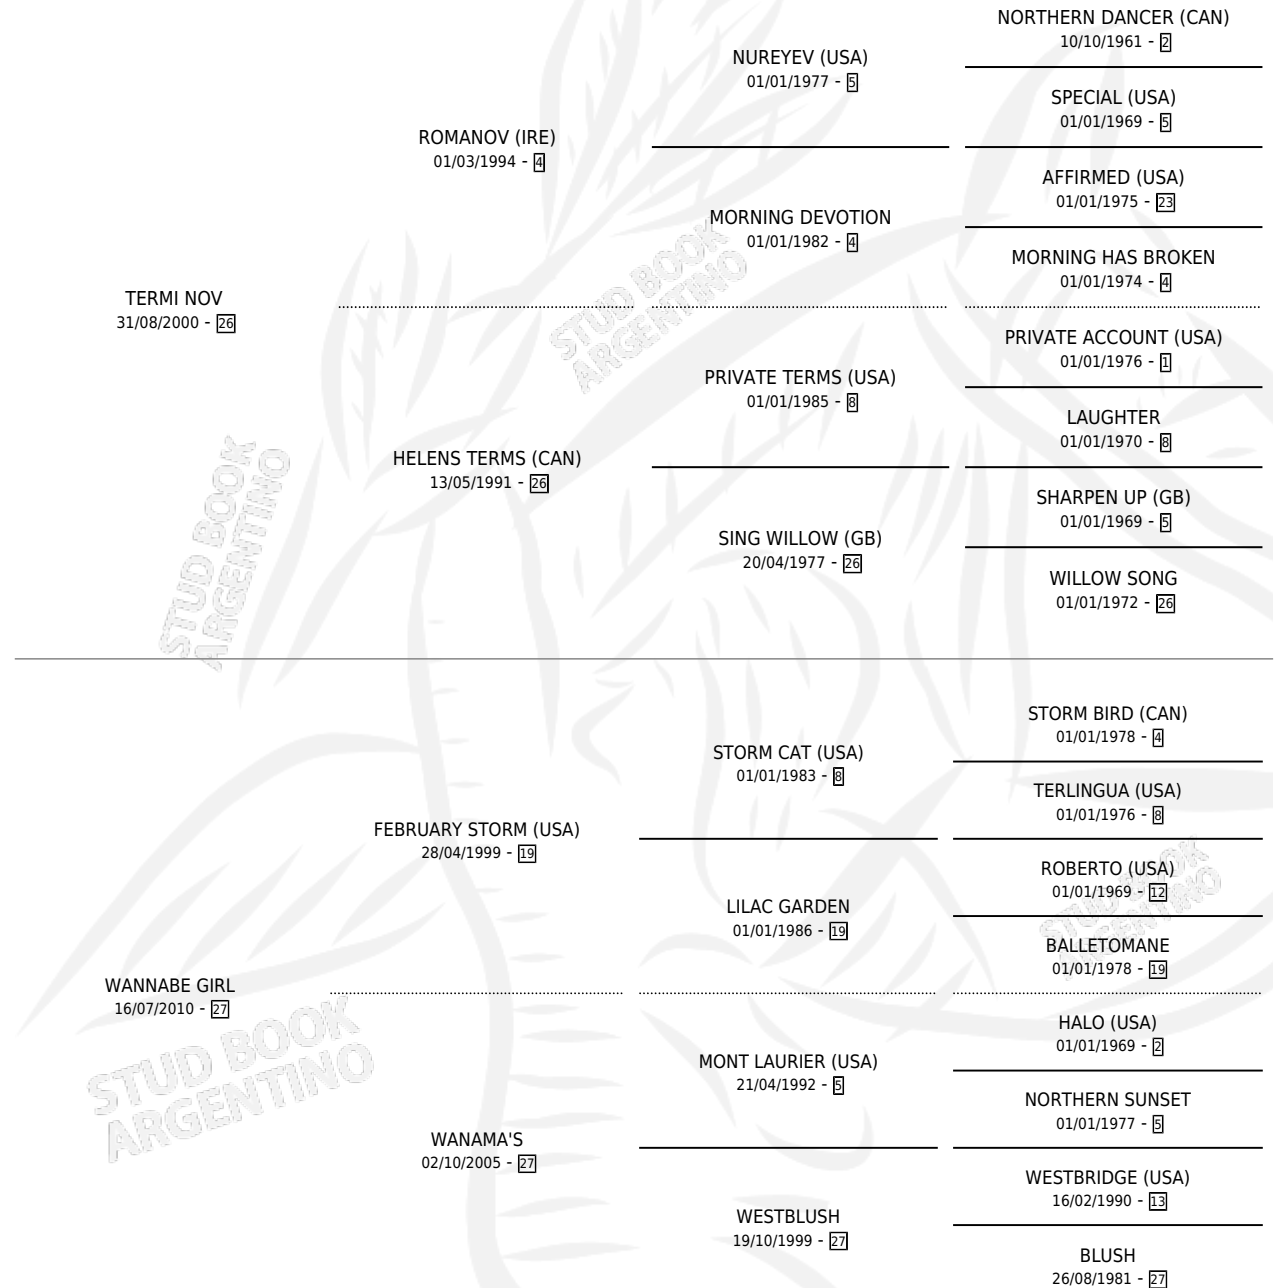 NORTHERN DANCER (CAN)
10/10/1961 - 2
NUREYEV (USA)
01/01/1977 - 5
SPECIAL (USA)
01/01/1969 - 5
ROMANOV (IRE)
01/03/1994 - 4
AFFIRMED (USA)
01/01/1975 - 23
MORNING DEVOTION
01/01/1982 - 4
MORNING HAS BROKEN
01/01/1974 - 4
TERMI NOV
31/08/2000 - 26
STUD BOOK
ARGENTINO
PRIVATE ACCOUNT (USA)
01/01/1976 - 1
PRIVATE TERMS (USA)
01/01/1985 - 8
LAUGHTER
01/01/1970 - 8
HELENS TERMS (CAN)
13/05/1991 - 26
SHARPEN UP (GB)
01/01/1969 - 5
SING WILLOW (GB)
20/04/1977 - 26
WILLOW SONG
01/01/1972 - 26
STUD BOOK
ARGENTINO
STORM BIRD (CAN)
01/01/1978 - 4
STORM CAT (USA)
01/01/1983 - 8
TERLINGUA (USA)
01/01/1976 - 8
FEBRUARY STORM (USA)
28/04/1999 - 19
ROBERTO (USA)
01/01/1969 - 12
LILAC GARDEN
01/01/1986 - 19
STUD BOOK
ARGENTINO
BALLETOMANE
01/01/1978 - 19
WANNABE GIRL
16/07/2010 - 27
STUD BOOK
ARGENTINO
HALO (USA)
01/01/1969 - 2
MONT LAURIER (USA)
21/04/1992 - 5
NORTHERN SUNSET
01/01/1977 - 5
WANAMA'S
02/10/2005 - 27
WESTBRIDGE (USA)
16/02/1990 - 13
WESTBLUSH
19/10/1999 - 27
BLUSH
26/08/1981 - 27